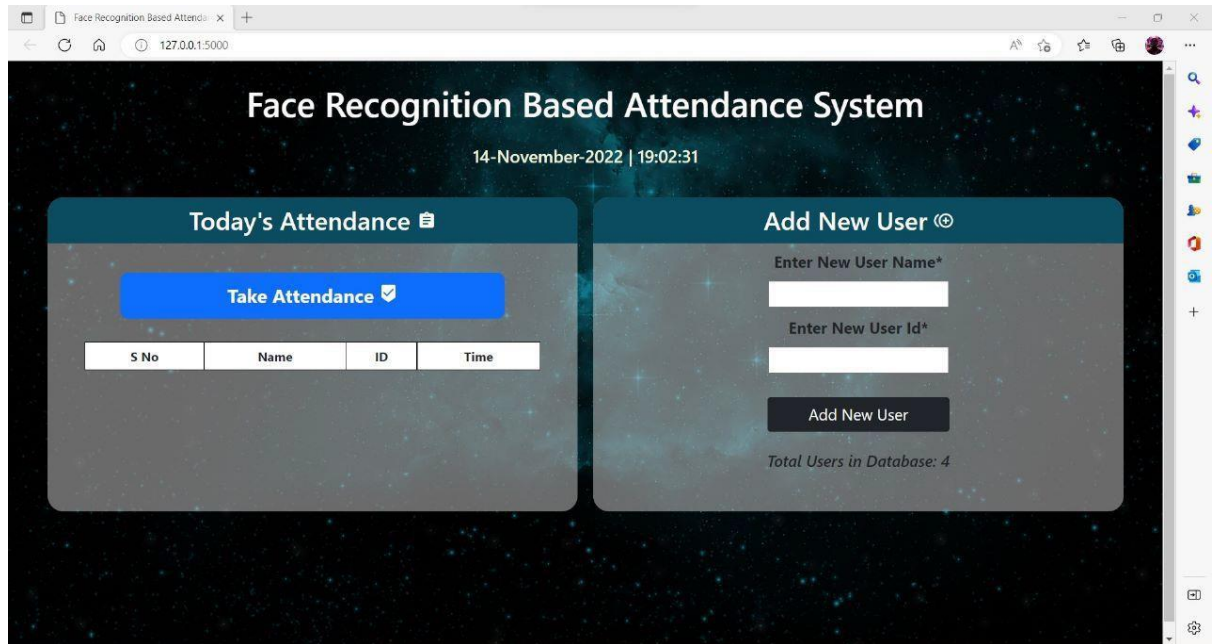 Face Recognition Based Attenda
127.0.0.1:5000
Face Recognition Based Attendance System
14-November-2022 | 19:02:31
Today's Attendance
Take Attendance
S No Name ID Time
Add New User
Enter New User Name*
Enter New User Id*
Add New User
Total Users in Database: 4